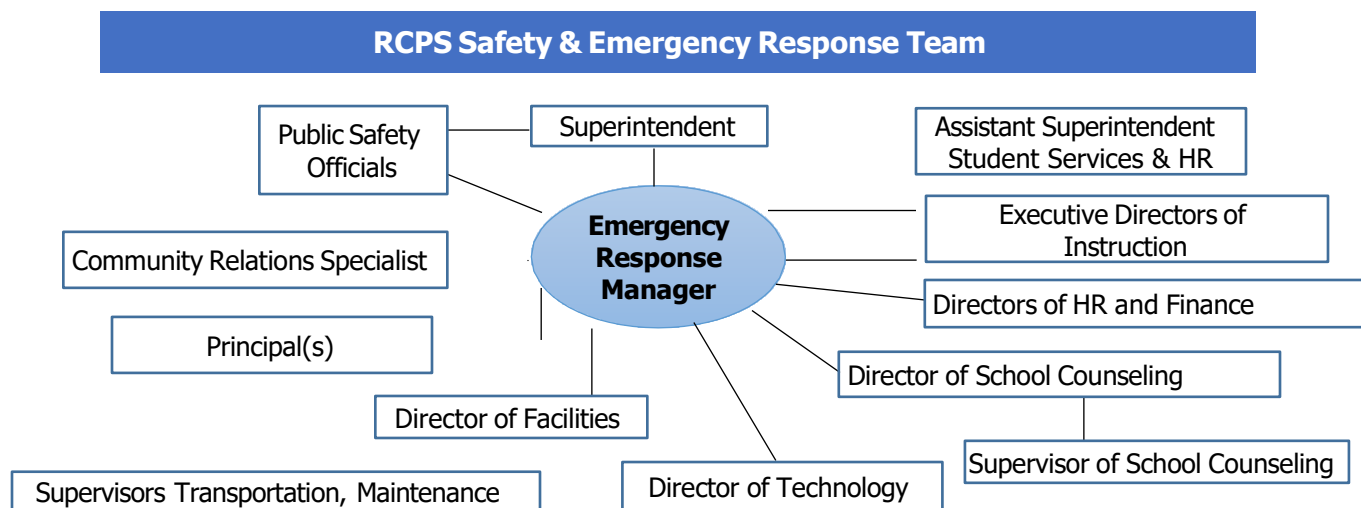 RCPS Safety & Emergency Response Team
Public Safety
Officials
Superintendent
Assistant Superintendent
Student Services & HR
Emergency
Response
Manager
Executive Directors of
Instruction
Community Relations Specialist
Directors of HR and Finance
Principal(s)
Director of School Counseling
Director of Facilities
Supervisor of School Counseling
Supervisors Transportation, Maintenance
Director of Technology